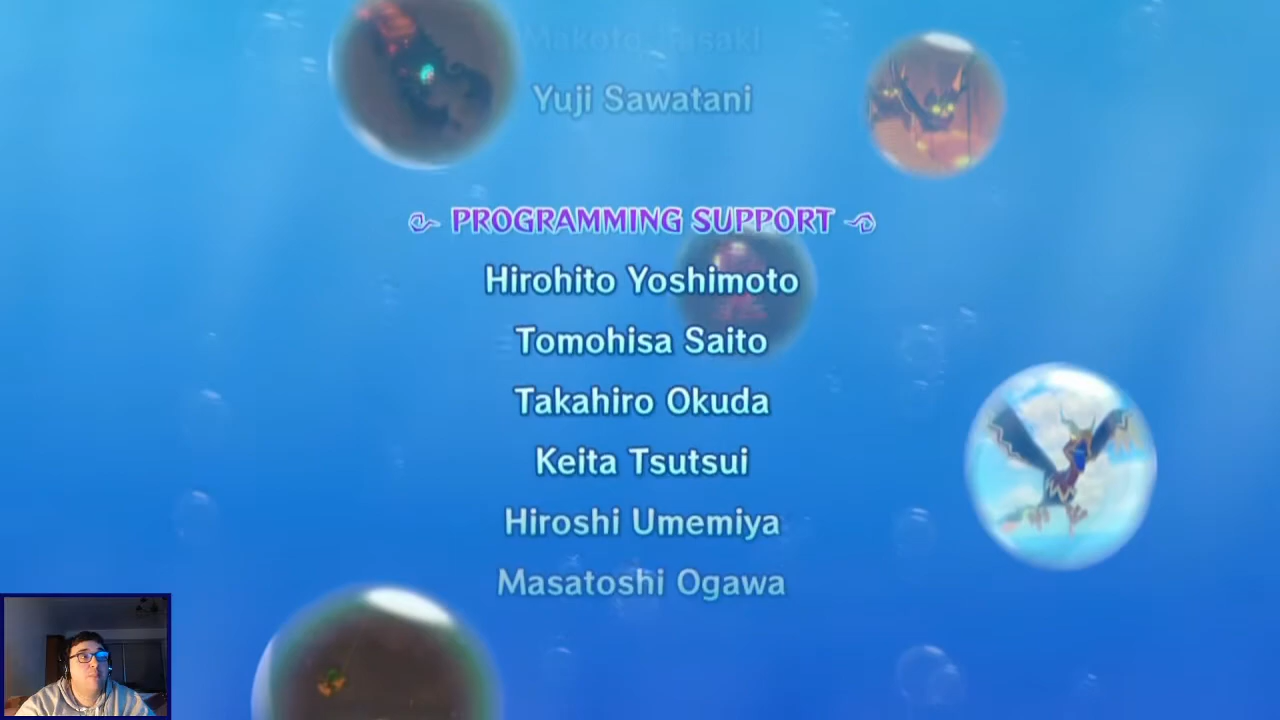 Yuji Sawatani
PROGRAMMING SUPPORT
Hirohito Yoshimoto
Tomohisa Saito
Takahiro Okuda
Keita Tsutsui
Hiroshi Umemiya
Masatoshi Ogawa